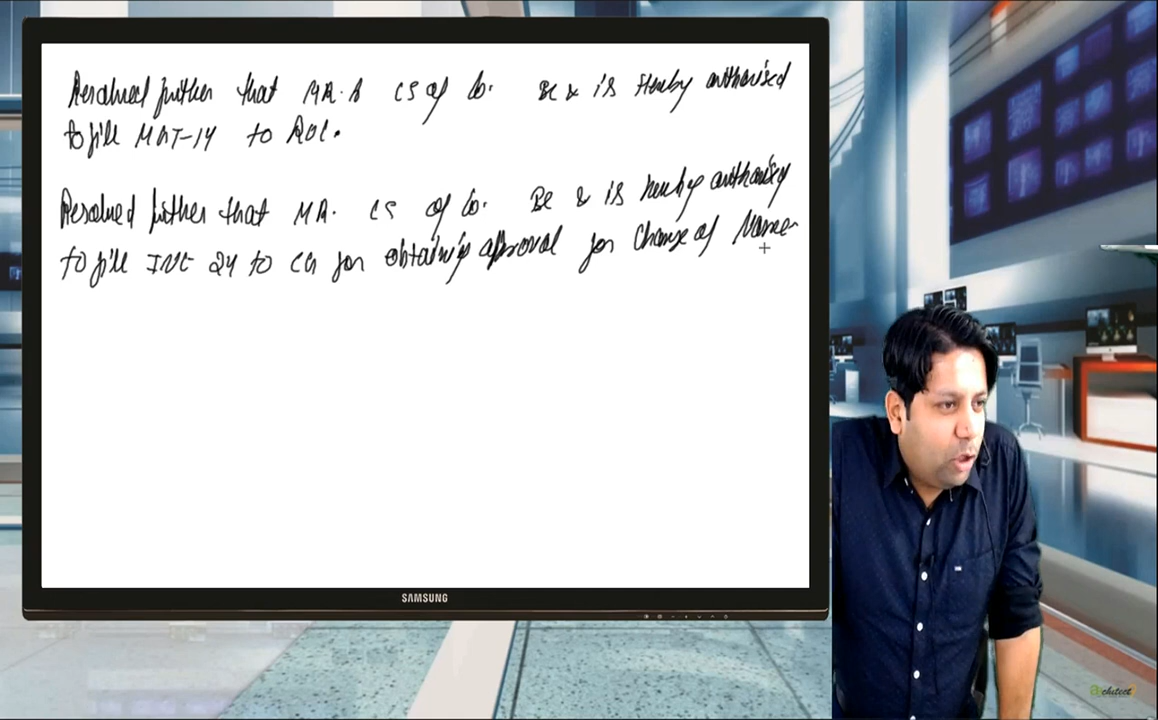 Resolved further that MR. A CS of Co. Be & is Hereby authorised
to file MGT-14 to ROC.
Resolved further that MR. CS of Co. Be & is hereby authorised
to file INC 24 to CG for obtaining approval for change of Name
SAMSUNG